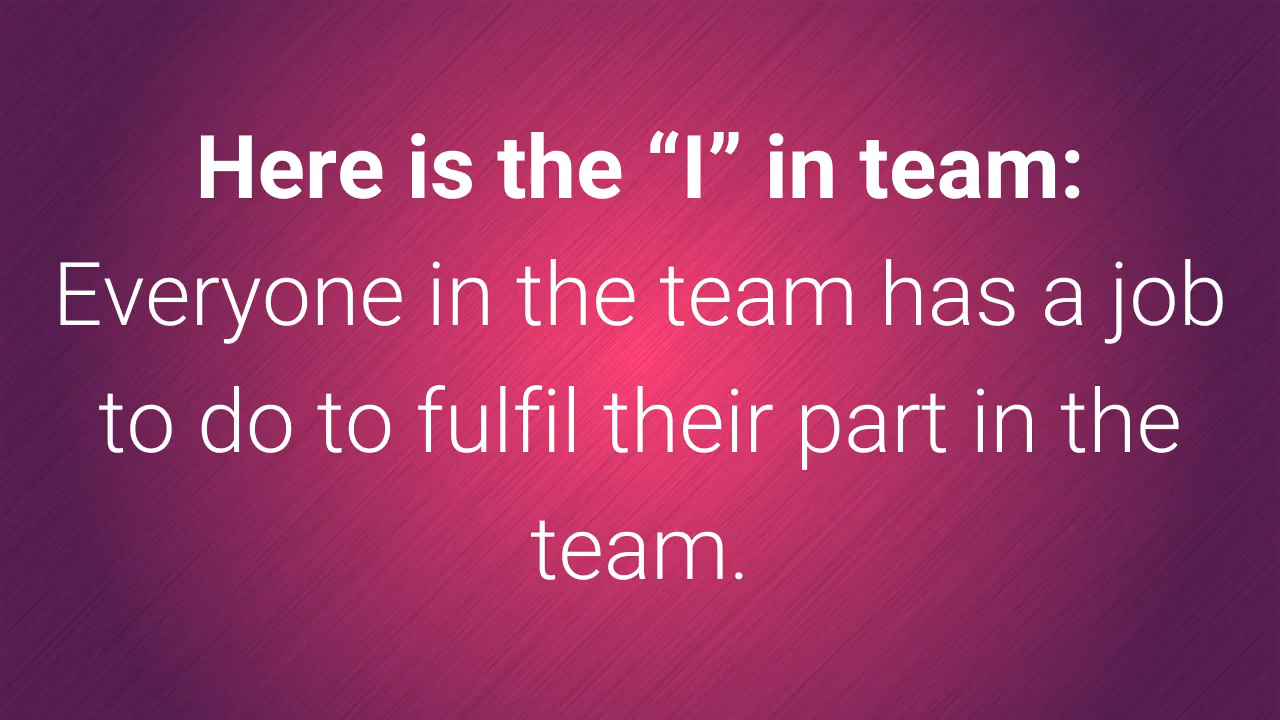 Here is the “I” in team:
Everyone in the team has a job
to do to fulfil their part in the
team.